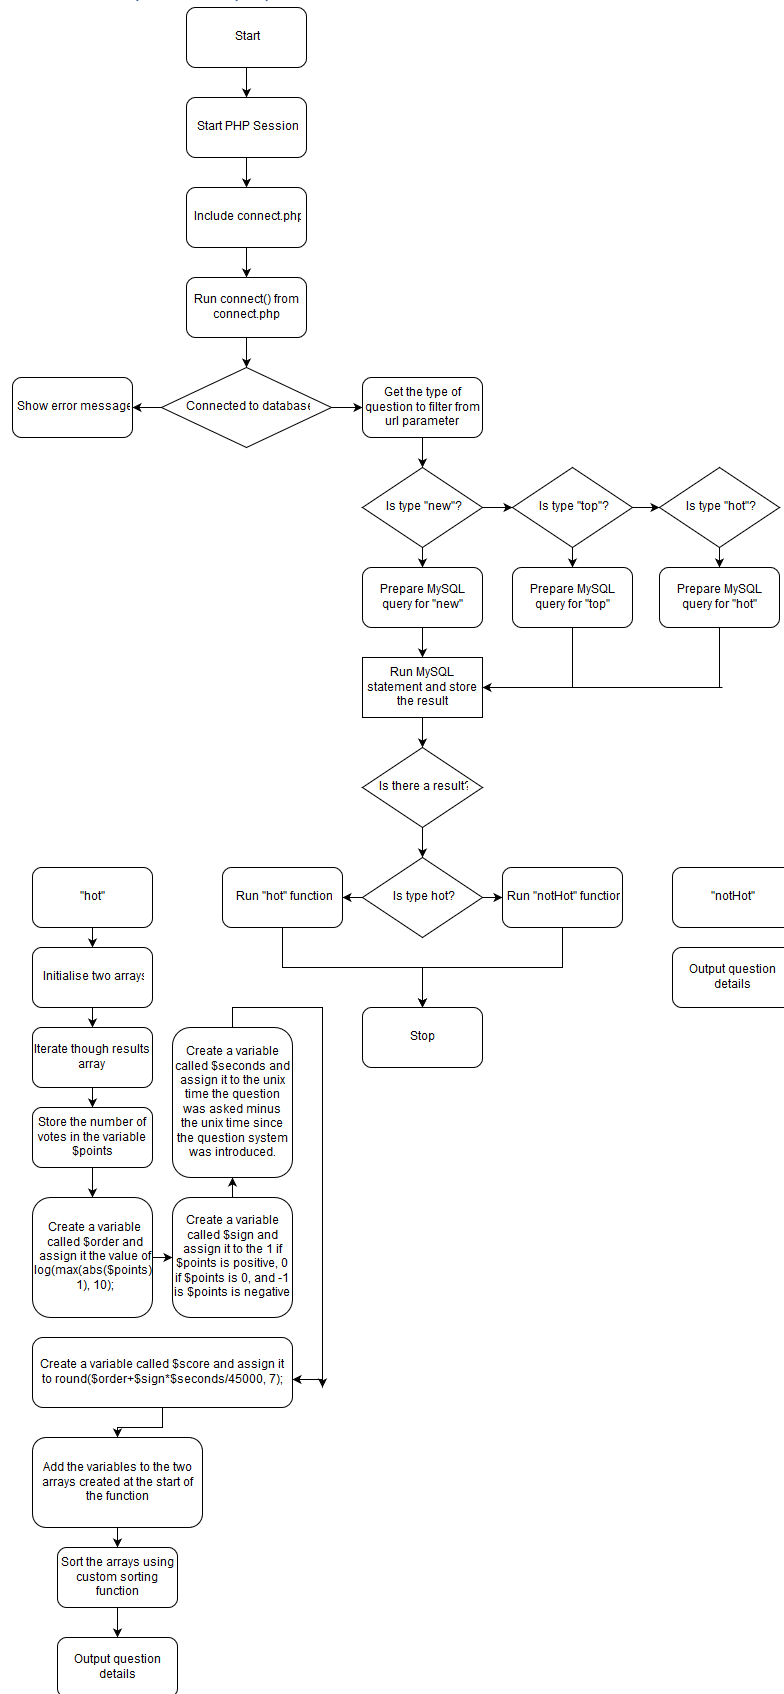 Start
Start PHP Session
Include connect.php
Run connect() from
connect.php
Show error message
Connected to database
Get the type of
question to filter from
url parameter
Is type "new"?
Is type "top"?
Is type "hot"?
Prepare MySQL
query for "new"
Prepare MySQL
query for "top"
Prepare MySQL
query for "hot"
Run MySQL
statement and store
the result
Is there a result?
"hot"
Run "hot" function
Is type hot?
Run "notHot" function
"notHot"
Initialise two arrays
Output question
details
Stop
Iterate though results
array
Store the number of
votes in the variable
$points
Create a variable
called $seconds and
assign it to the unix
time the question
was asked minus
the unix time since
the question system
was introduced.
Create a variable
called $order and
assign it the value of
log(max(abs($points)
1), 10);
Create a variable
called $sign and
assign it to the 1 if
$points is positive, 0
if $points is 0, and -1
is $points is negative
Create a variable called $score and assign it
to round($order+$sign*$seconds/45000, 7);
Add the variables to the two
arrays created at the start of
the function
Sort the arrays using
custom sorting
function
Output question
details